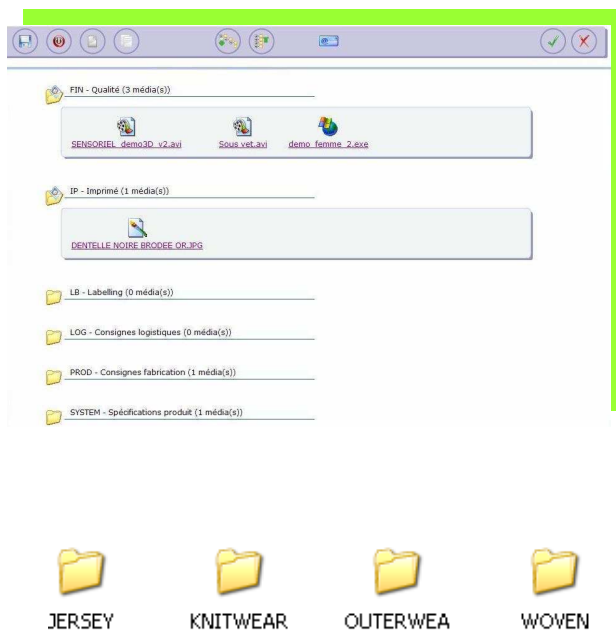 FIN - Qualité (3 média(s))
SENSORIEL_demo3D_v2.avi Sous vet.avi demo_femme_2.exe
IP - Imprimé (1 média(s))
DENTELLE NOIRE BRODEE OR.JPG
LB - Labelling (0 média(s))
LOG - Consignes logistiques (0 média(s))
PROD - Consignes fabrication (1 média(s))
SYSTEM - Spécifications produit (1 média(s))
JERSEY KNITWEAR OUTERWEA WOVEN